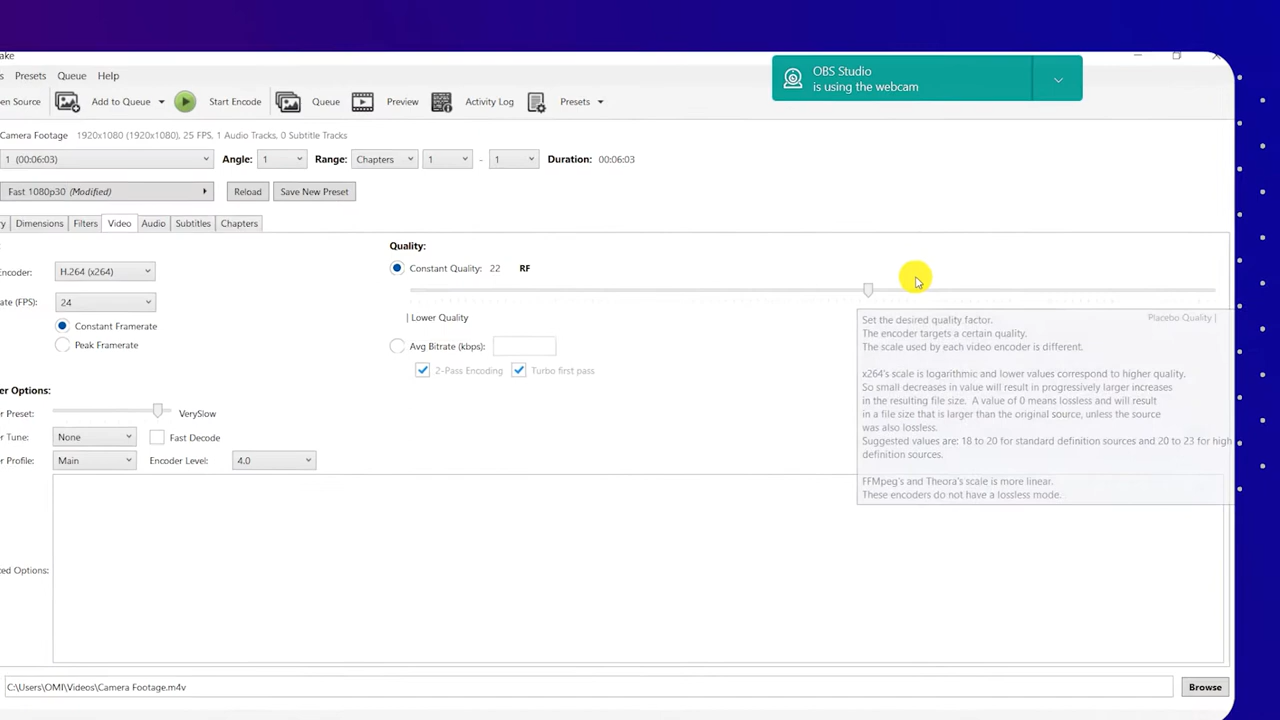 ake
OBS Studio
is using the webcam
s Presets Queue Help
en Source Add to Queue Start Encode Queue Preview Activity Log Presets
Camera Footage 1920x1080 (1920x1080), 25 FPS, 1 Audio Tracks, 0 Subtitle Tracks
1 (00:06:03) Angle: 1 Range: Chapters 1 - 1 Duration: 00:06:03
Fast 1080p30 (Modified) Reload Save New Preset
ry Dimensions Filters Video Audio Subtitles Chapters
Quality:
Encoder: H.264 (x264) Constant Quality: 22 RF
ate (FPS): 24
| Lower Quality Placebo Quality |
Constant Framerate
Peak Framerate
Avg Bitrate (kbps):
2-Pass Encoding Turbo first pass
Set the desired quality factor.
The encoder targets a certain quality.
The scale used by each video encoder is different.
x264's scale is logarithmic and lower values correspond to higher quality.
So small decreases in value will result in progressively larger increases
in the resulting file size. A value of 0 means lossless and will result
in a file size that is larger than the original source, unless the source
was also lossless.
Suggested values are: 18 to 20 for standard definition sources and 20 to 23 for high
definition sources.
FFMpeg's and Theora's scale is more linear.
These encoders do not have a lossless mode.
er Options:
er Preset: VerySlow
er Tune: None Fast Decode
er Profile: Main Encoder Level: 4.0
ed Options:
C:\Users\OMI\Videos\Camera Footage.m4v Browse